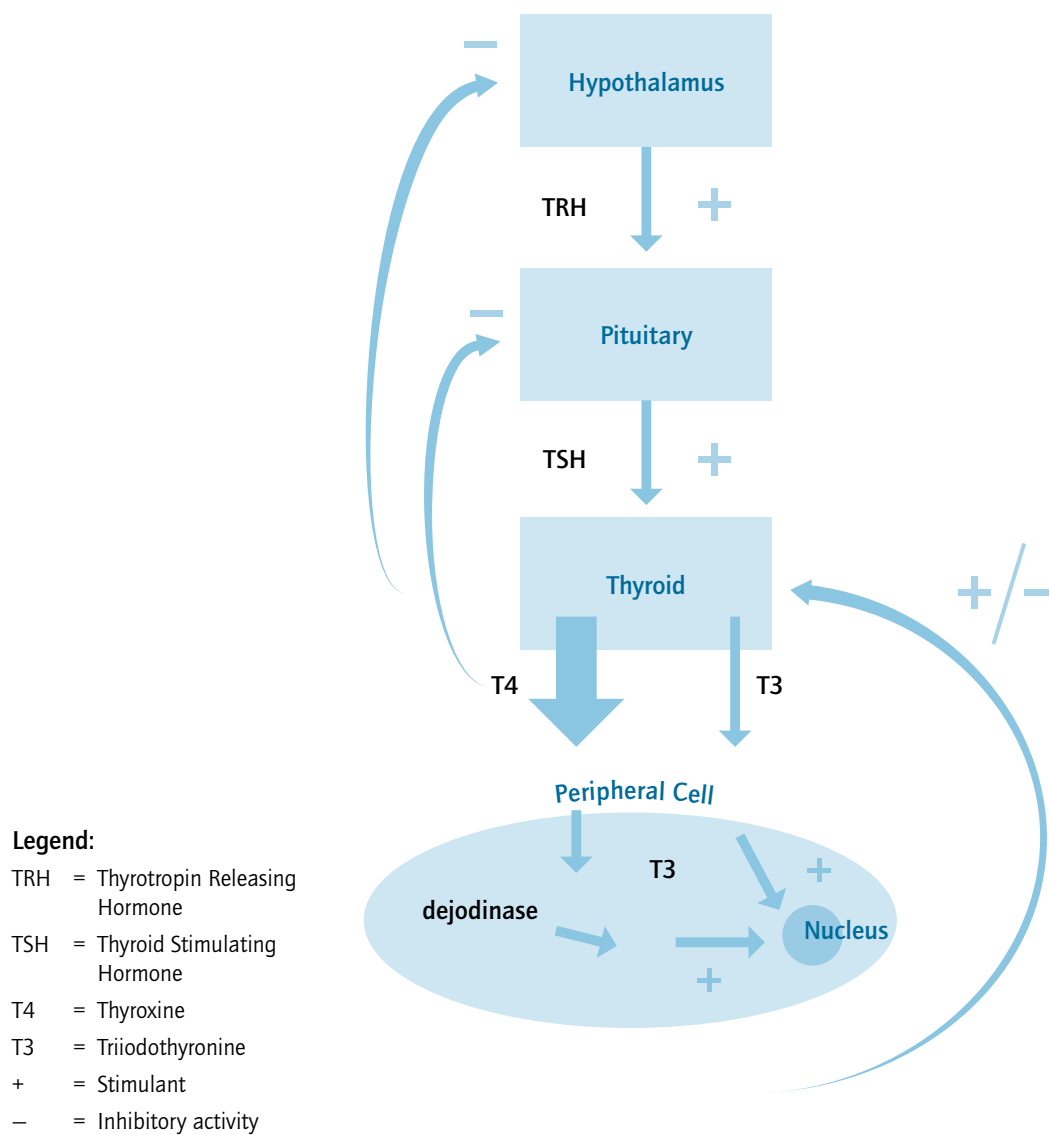 −
Hypothalamus
TRH +
−
Pituitary
TSH +
Thyroid
+/−
T4
T3
Peripheral Cell
T3
+
dejodinase
Nucleus
+
Legend:
TRH = Thyrotropin Releasing
Hormone
TSH = Thyroid Stimulating
Hormone
T4 = Thyroxine
T3 = Triiodothyronine
+ = Stimulant
− = Inhibitory activity